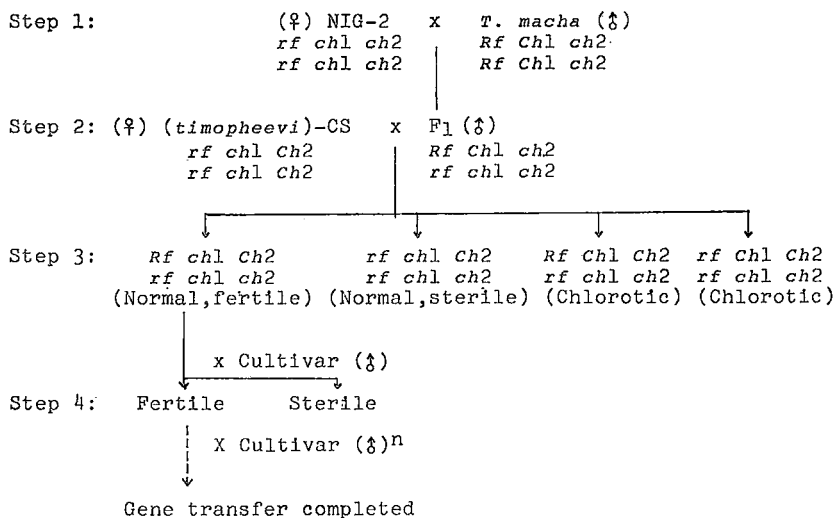 Step 1: (♀) NIG-2 x T. macha (♂)
rf ch1 ch2 Rf Ch1 ch2
rf ch1 ch2 Rf Ch1 ch2
Step 2: (♀) (timopheevi)-CS x F1 (♂)
rf ch1 Ch2 Rf Ch1 ch2
rf ch1 Ch2 rf ch1 ch2
Step 3: Rf ch1 Ch2 rf ch1 Ch2 Rf Ch1 Ch2 rf Ch1 Ch2
rf ch1 ch2 rf ch1 ch2 rf ch1 ch2 rf ch1 ch2
(Normal,fertile) (Normal,sterile) (Chlorotic) (Chlorotic)
x Cultivar (♂)
Step 4: Fertile Sterile
X Cultivar (♂)n
Gene transfer completed